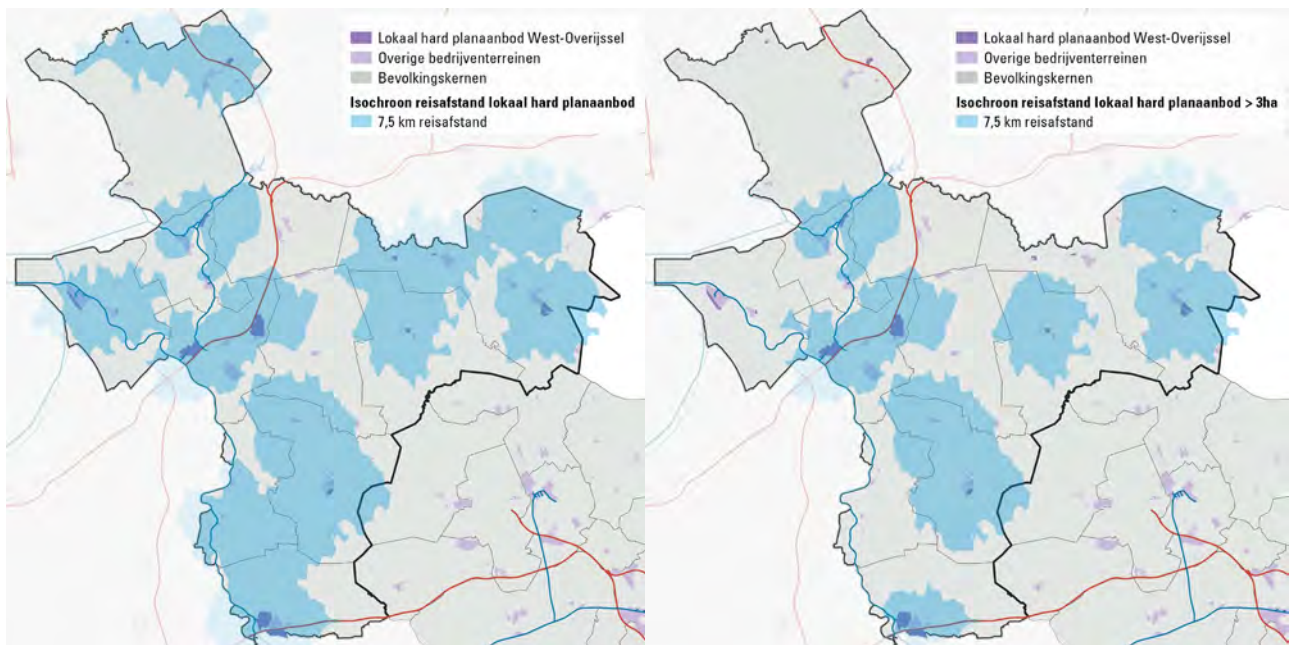 Lokaal hard planaanbod West-Overijssel
Overige bedrijventerreinen
Bevolkingskernen
Isochroon reisafstand lokaal hard planaanbod
7,5 km reisafstand
Lokaal hard planaanbod West-Overijssel
Overige bedrijventerreinen
Bevolkingskernen
Isochroon reisafstand lokaal hard planaanbod > 3ha
7,5 km reisafstand